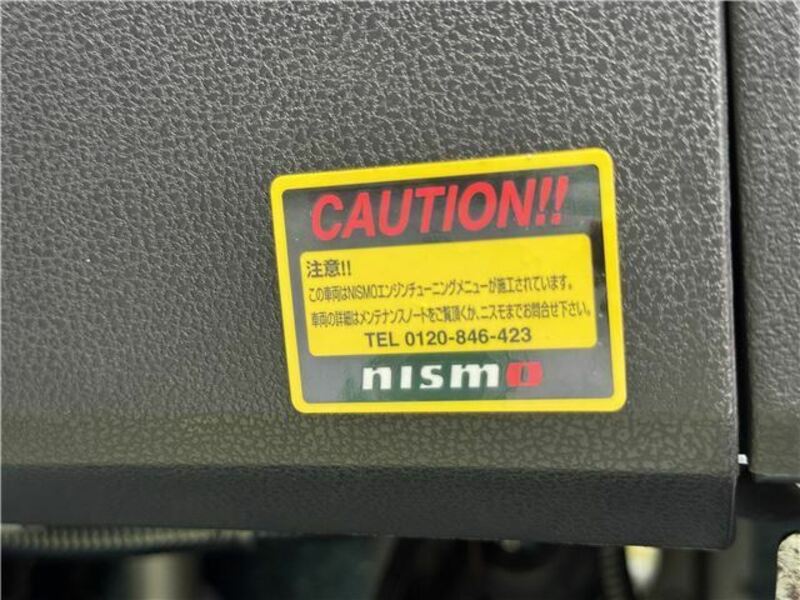 CAUTION!!
注意!!
この車両はNISMOエンジンチューニングメニューが施工されています。
車両の詳細はメンテナンスノートをご覧頂くか、ニスモまでお問合せ下さい。
TEL 0120-846-423
nismo